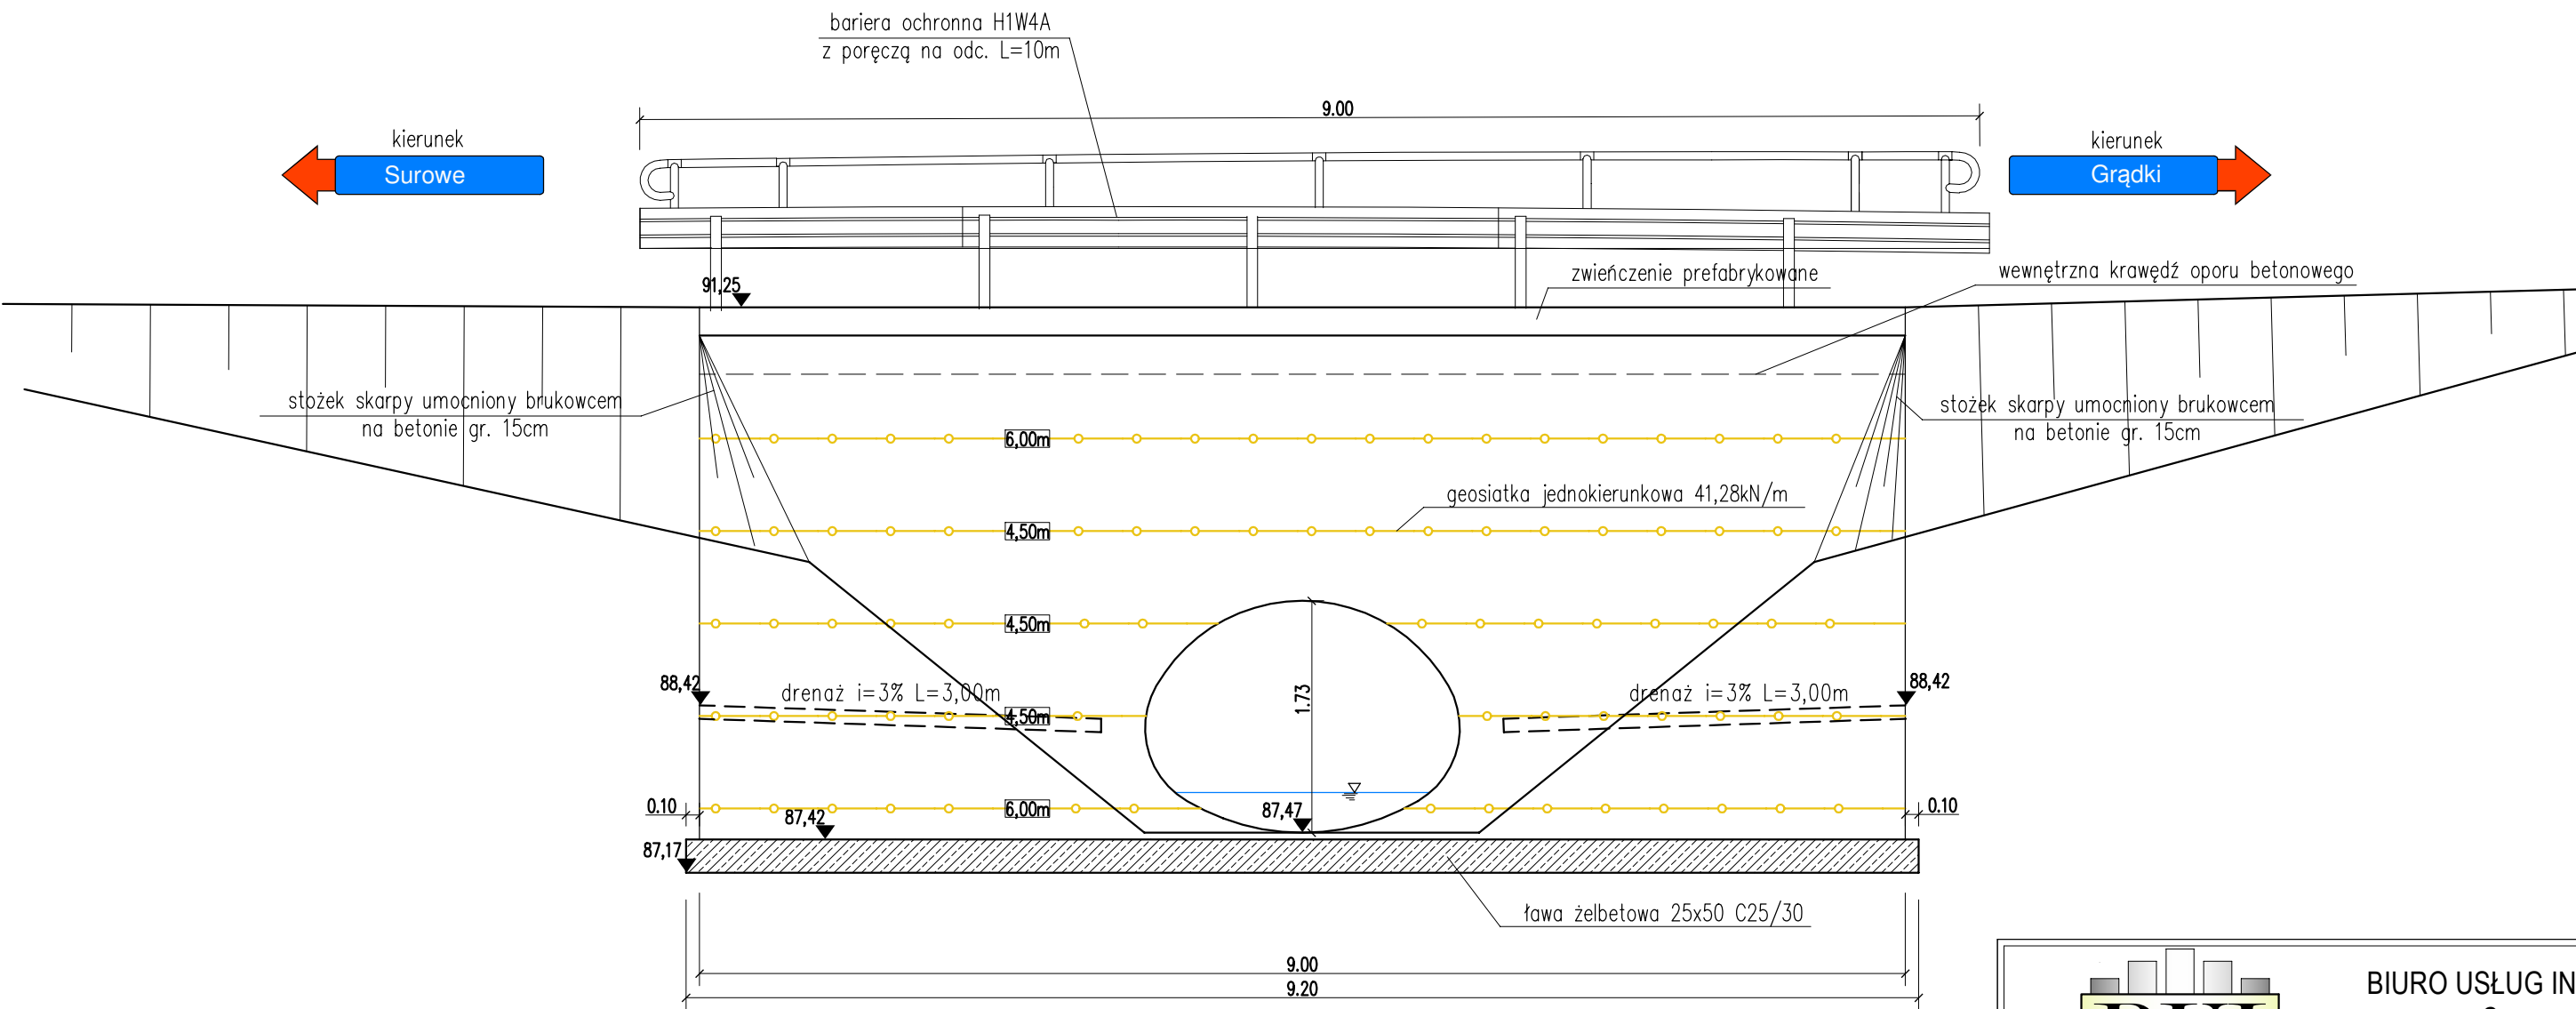 bariera ochronna H1W4A
z poręczą na odc. L=10m
9.00
kierunek
Surowe
kierunek
Grądki
91,25
zwieńczenie prefabrykowane
wewnętrzna krawędź oporu betonowego
stożek skarpy umocniony brukowcem
na betonie gr. 15cm
stożek skarpy umocniony brukowcem
na betonie gr. 15cm
6,00m
geosiatka jednokierunkowa 41,28kN/m
4,50m
4,50m
88,42
drenaż i=3% L=3,00m
1.73
drenaż i=3% L=3,00m
88,42
4,50m
0.10
87,42
6,00m
87,47
0.10
87,17
ława żelbetowa 25x50 C25/30
9.00
9.20
BIURO USŁUG IN